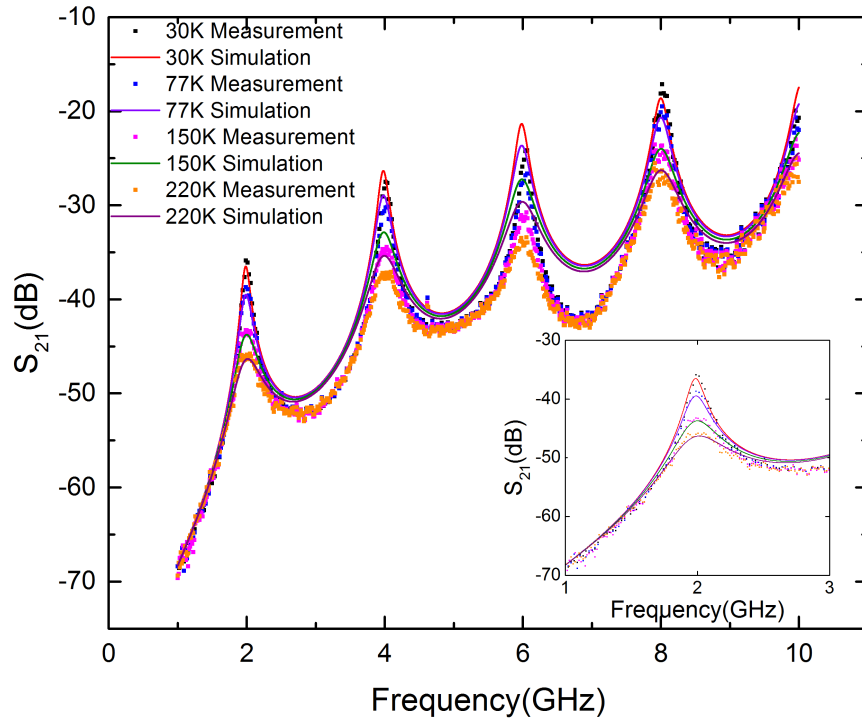 -10
-20
-30
-40
-50
-60
-70
S21(dB)
30K Measurement
30K Simulation
77K Measurement
77K Simulation
150K Measurement
150K Simulation
220K Measurement
220K Simulation
-30
-40
-50
-60
-70
S21(dB)
1 2 3
Frequency(GHz)
0 2 4 6 8 10
Frequency(GHz)